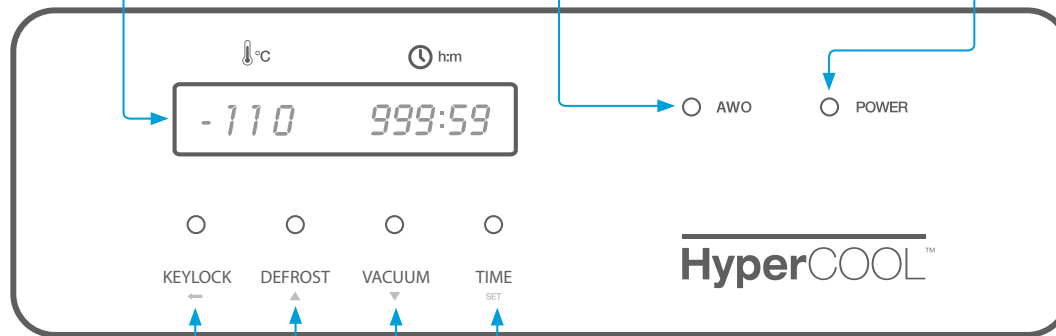 °C h:m
-110 999:59
AWO POWER
KEYLOCK DEFROST VACUUM TIME
SET
HyperCOOL™